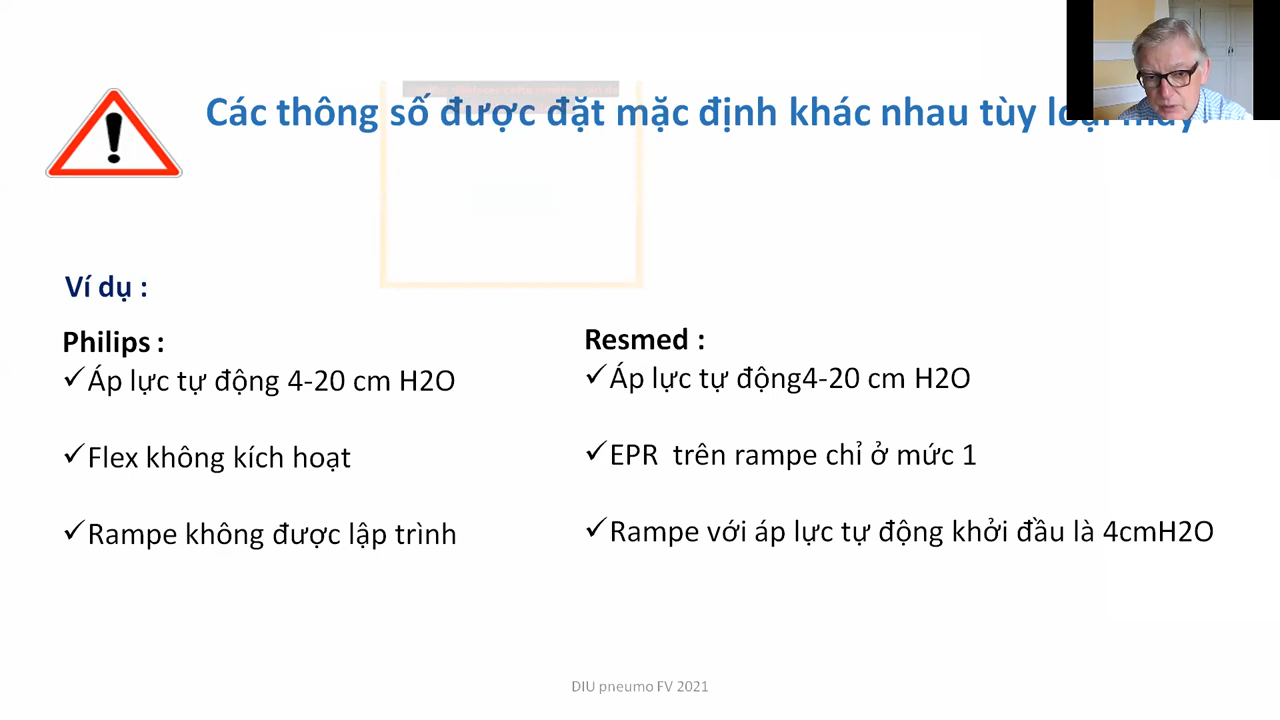 Các thông số được đặt mặc định khác nhau tùy loại máy
Ví dụ :
Philips :
✓Áp lực tự động 4-20 cm H2O
✓Flex không kích hoạt
✓Rampe không được lập trình
Resmed :
✓Áp lực tự động4-20 cm H2O
✓EPR  trên rampe chỉ ở mức 1
✓Rampe với áp lực tự động khởi đầu là 4cmH2O
DIU pneumo FV 2021